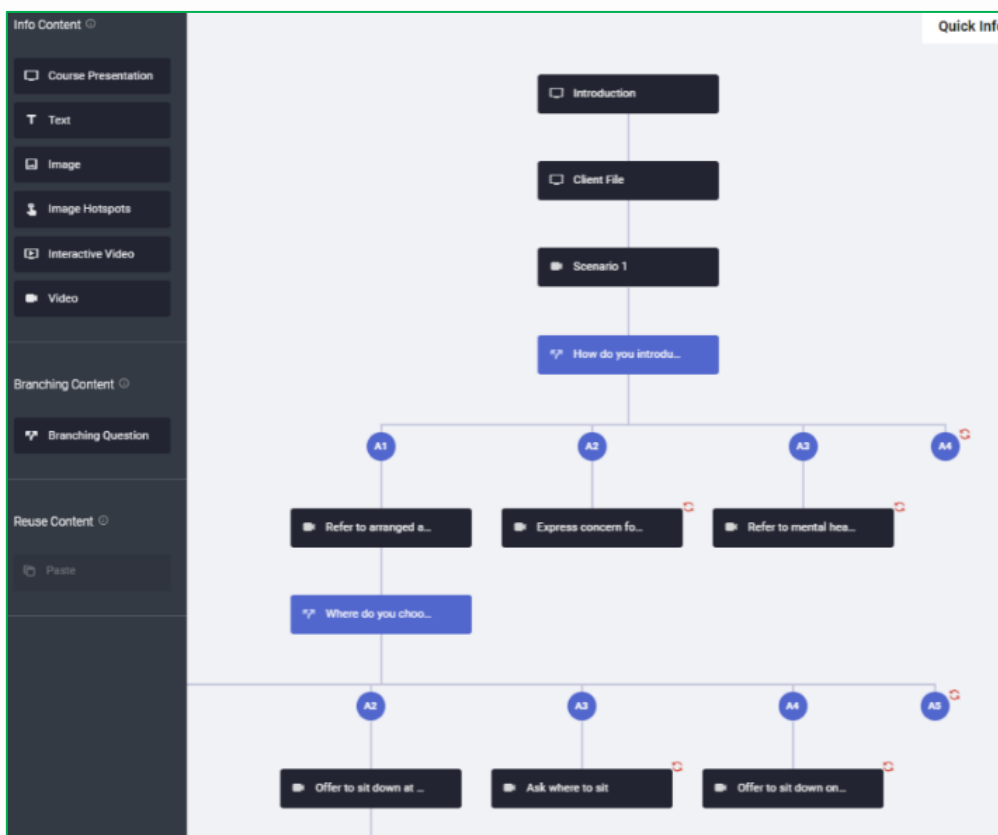 Info Content
Course Presentation
Text
Image
Image Hotspots
Interactive Video
Video
Branching Content
Branching Question
Reuse Content
Paste
Quick Info
Introduction
Client File
Scenario 1
How do you introdu...
A1
A2
A3
A4
Refer to arranged a...
Express concern fo...
Refer to mental hea...
Where do you choo...
A2
A3
A4
A5
Offer to sit down at ...
Ask where to sit
Offer to sit down on...